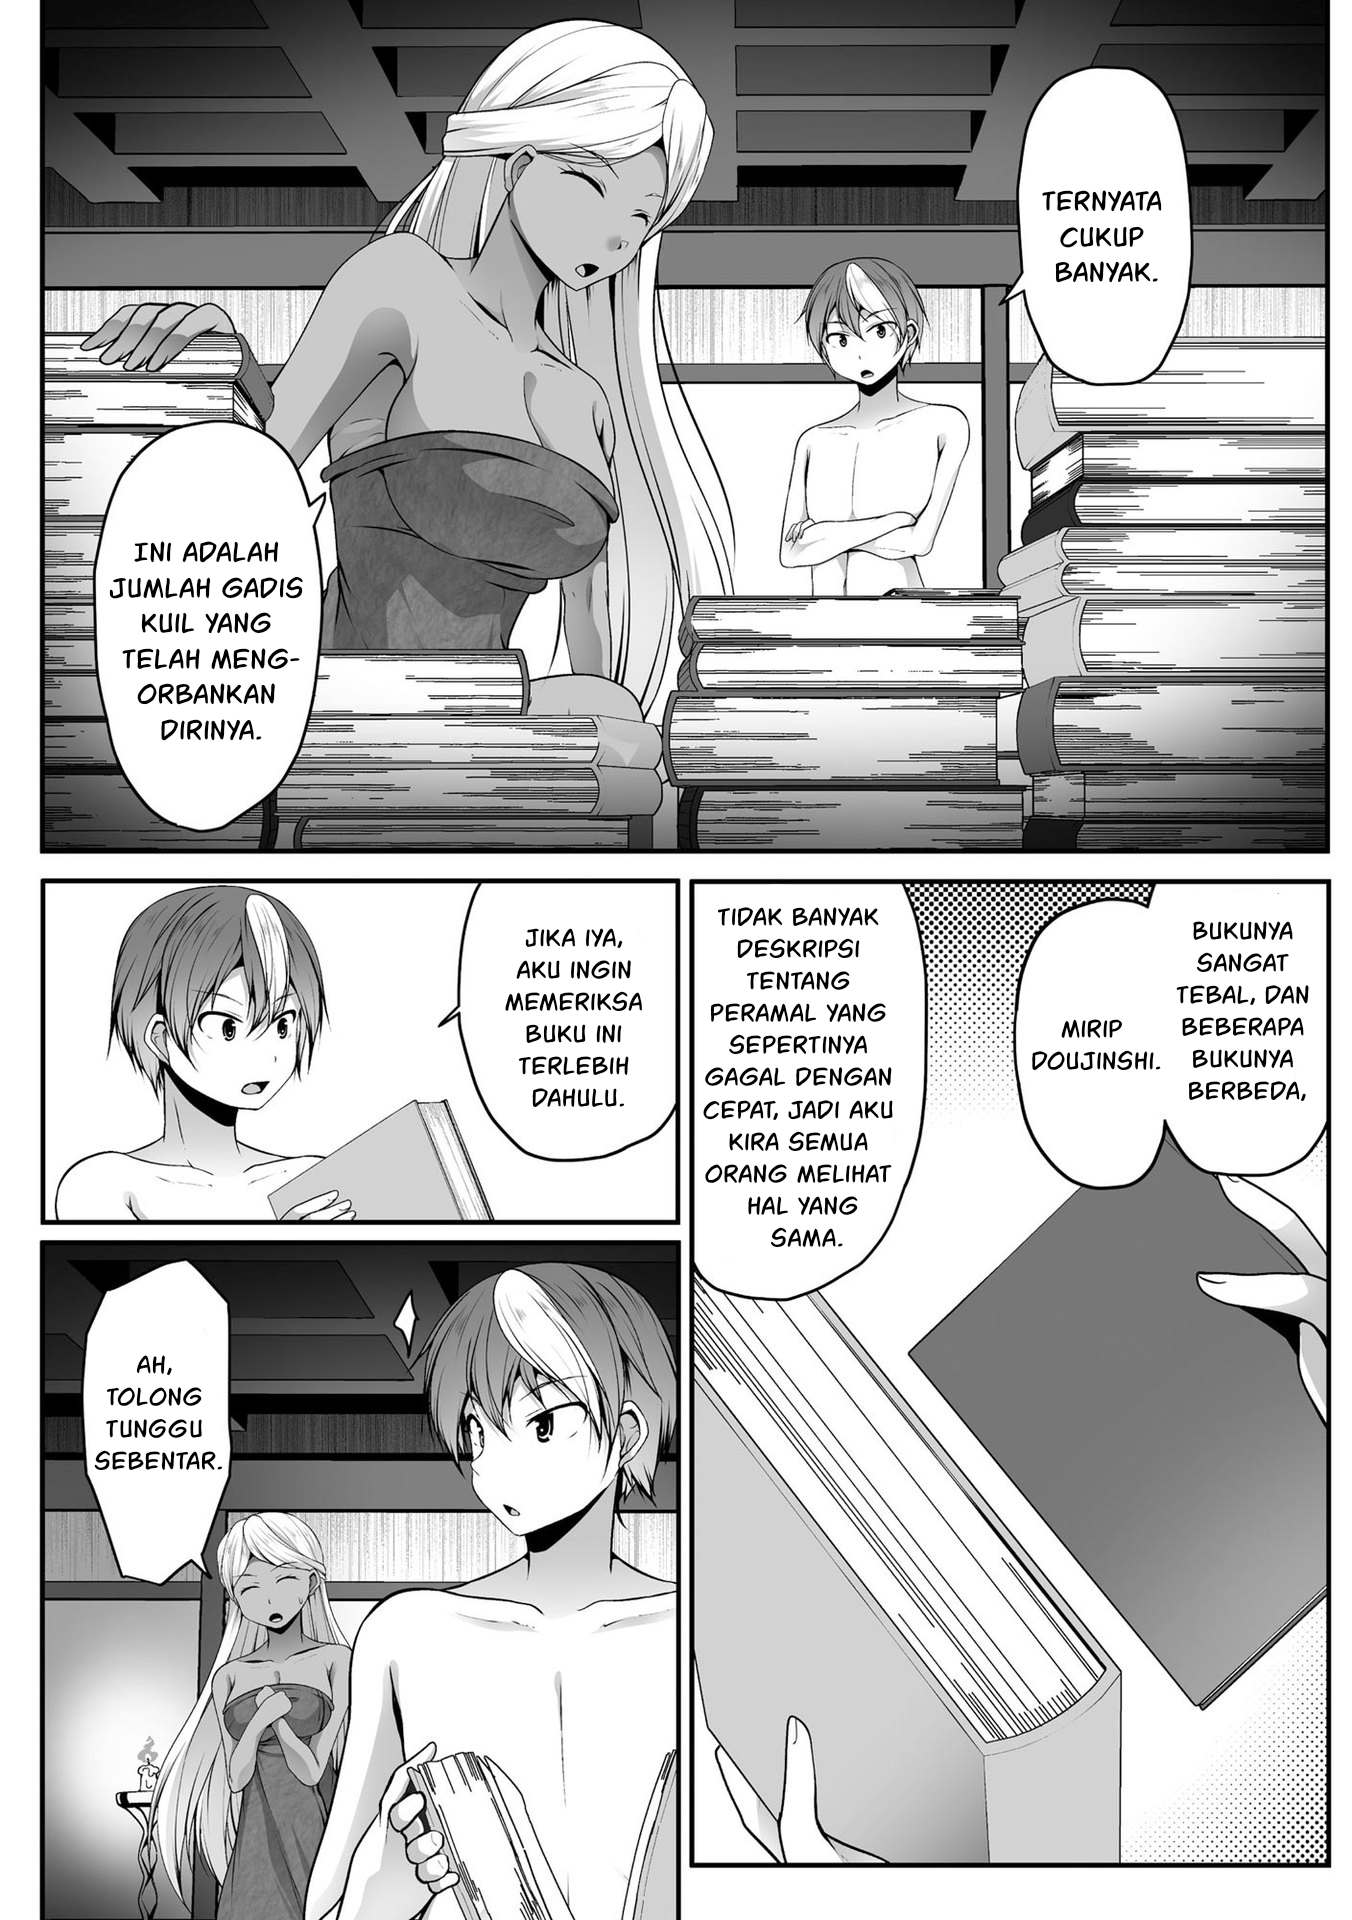 TERNYATA
CUKUP
BANYAK.
INI ADALAH
JUMLAH GADIS
KUIL YANG
TELAH MENG-
ORBANKAN
DIRINYA.
BUKUNYA
SANGAT
TEBAL, DAN
BEBERAPA
BUKUNYA
BERBEDA,
MIRIP
DOUJINSHI.
TIDAK BANYAK
DESKRIPSI
TENTANG
PERAMAL YANG
SEPERTINYA
GAGAL DENGAN
CEPAT, JADI AKU
KIRA SEMUA
ORANG MELIHAT
HAL YANG
SAMA.
JIKA IYA,
AKU INGIN
MEMERIKSA
BUKU INI
TERLEBIH
DAHULU.
AH,
TOLONG
TUNGGU
SEBENTAR.